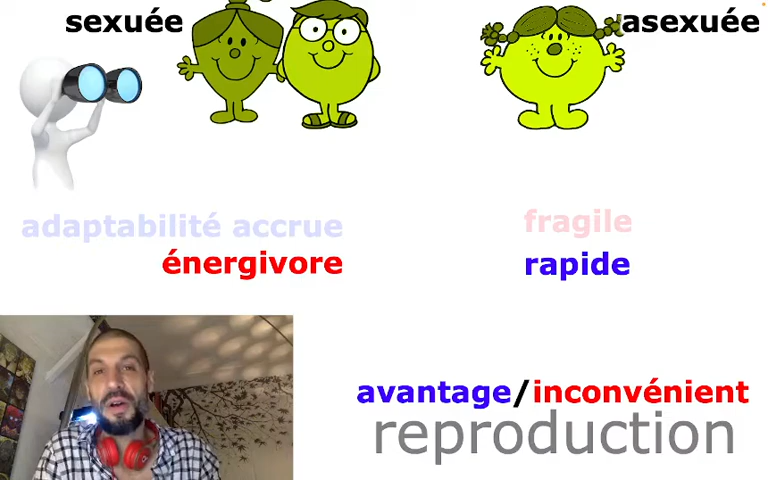 sexuée
asexuée
adaptabilité accrue
énergivore
fragile
rapide
avantage/inconvénient
reproduction